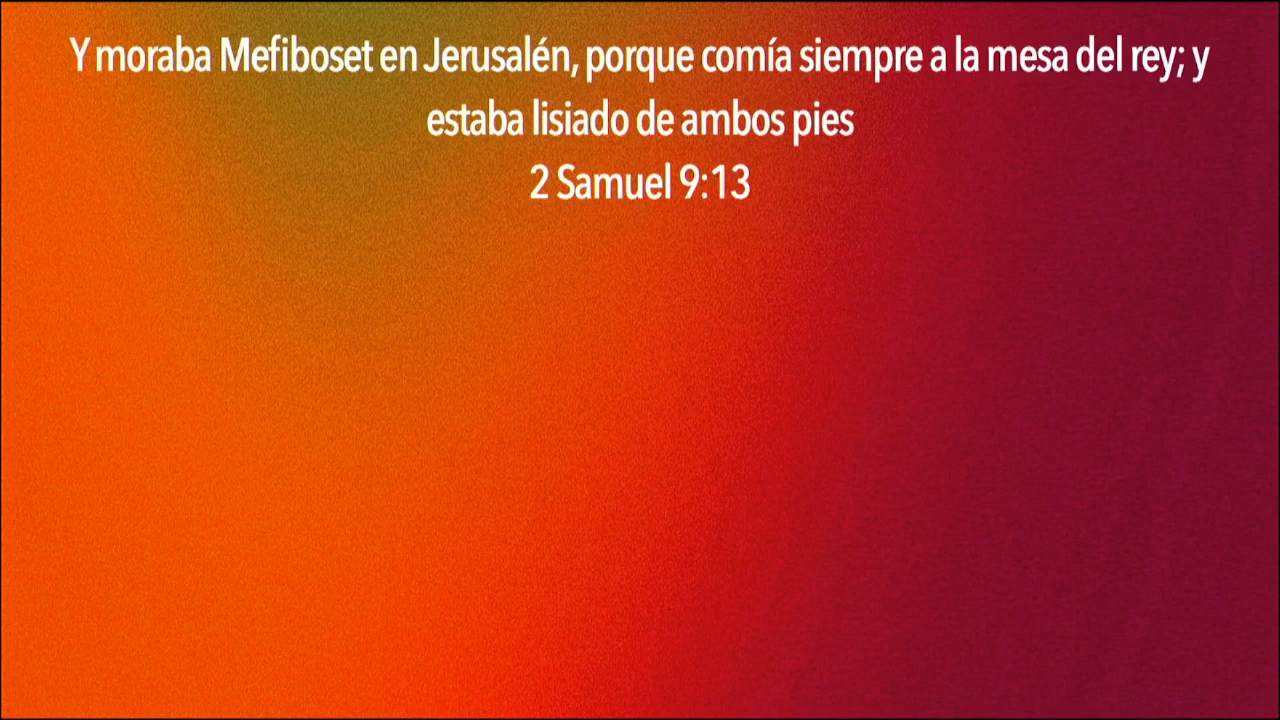 Y moraba Mefiboset en Jerusalén, porque comía siempre a la mesa del rey; y
estaba lisiado de ambos pies
2 Samuel 9:13